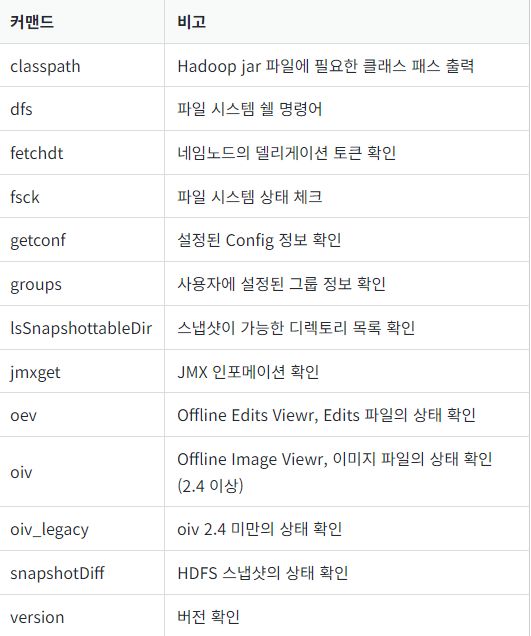 커맨드 비고
classpath Hadoop jar 파일에 필요한 클래스 패스 출력
dfs 파일 시스템 쉘 명령어
fetchdt 네임노드의 델리게이션 토큰 확인
fsck 파일 시스템 상태 체크
getconf 설정된 Config 정보 확인
groups 사용자에 설정된 그룹 정보 확인
lsSnapshottableDir 스냅샷이 가능한 디렉토리 목록 확인
jmxget JMX 인포메이션 확인
oev Offline Edits Viewr, Edits 파일의 상태 확인
oiv Offline Image Viewr, 이미지 파일의 상태 확인
(2.4 이상)
oiv_legacy oiv 2.4 미만의 상태 확인
snapshotDiff HDFS 스냅샷의 상태 확인
version 버전 확인